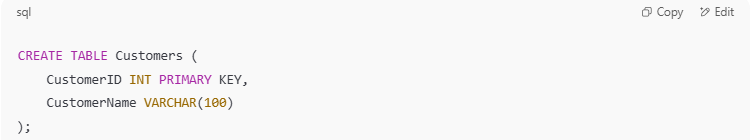 sql
Copy
Edit
CREATE TABLE Customers (
    CustomerID INT PRIMARY KEY,
    CustomerName VARCHAR(100)
);